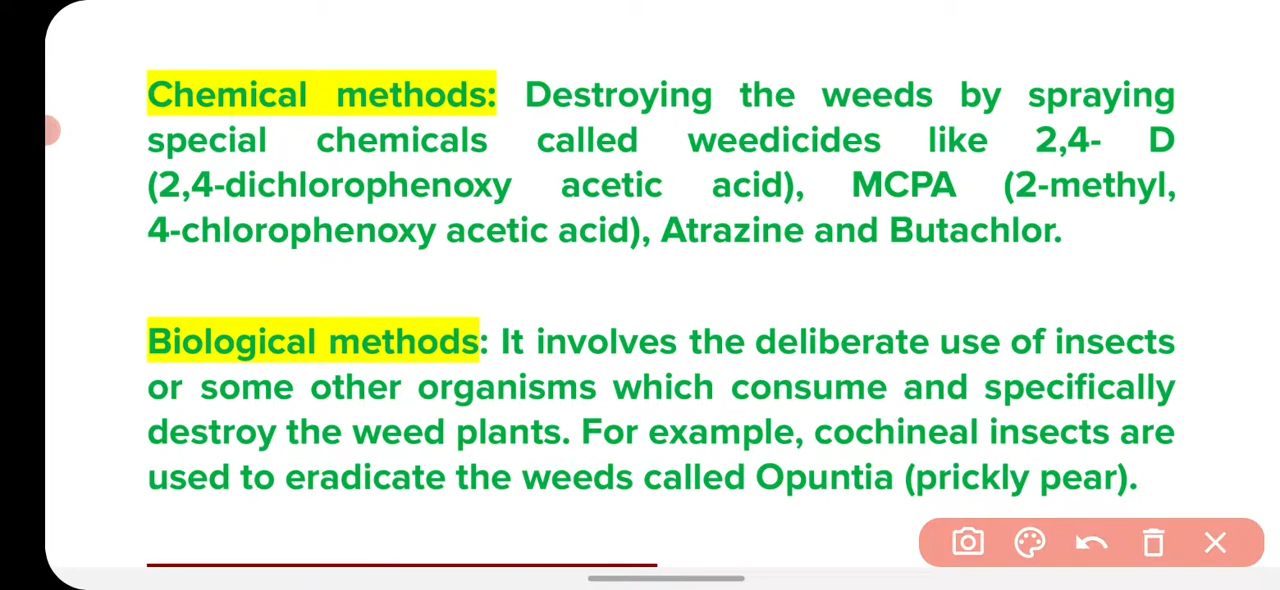 Chemical methods: Destroying the weeds by spraying
special chemicals called weedicides like 2,4- D
(2,4-dichlorophenoxy acetic acid), MCPA (2-methyl,
4-chlorophenoxy acetic acid), Atrazine and Butachlor.
Biological methods: It involves the deliberate use of insects
or some other organisms which consume and specifically
destroy the weed plants. For example, cochineal insects are
used to eradicate the weeds called Opuntia (prickly pear).